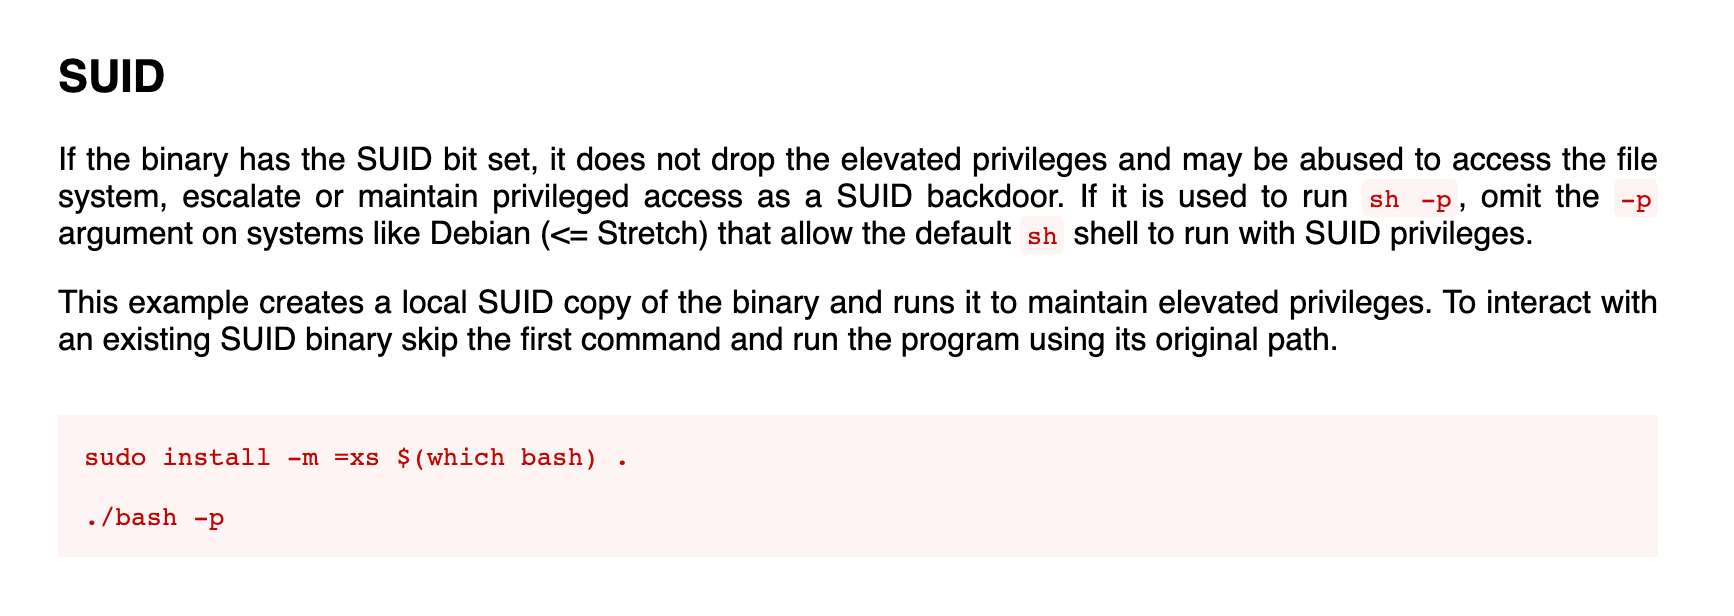 SUID
If the binary has the SUID bit set, it does not drop the elevated privileges and may be abused to access the file
system, escalate or maintain privileged access as a SUID backdoor. If it is used to run sh -p, omit the -p
argument on systems like Debian (<= Stretch) that allow the default sh shell to run with SUID privileges.
This example creates a local SUID copy of the binary and runs it to maintain elevated privileges. To interact with
an existing SUID binary skip the first command and run the program using its original path.
sudo install -m =xs $(which bash) .
./bash -p